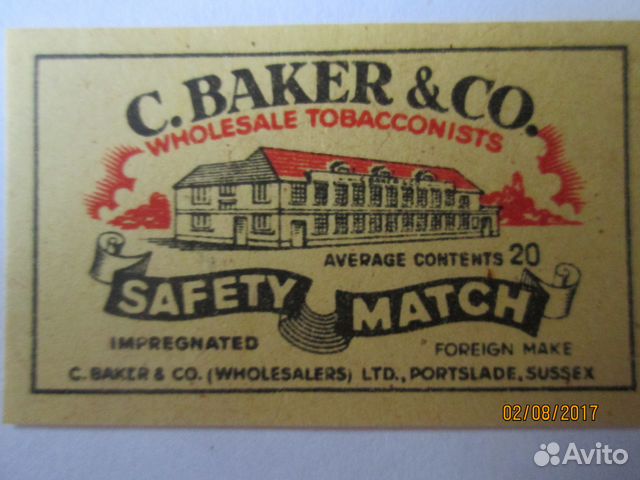 C. BAKER & CO.
WHOLESALE TOBACCONISTS
AVERAGE CONTENTS 20
SAFETY MATCH
IMPREGNATED FOREIGN MAKE
C. BAKER & CO. (WHOLESALERS) LTD., PORTSLADE, SUSSEX
02/08/2017
Avito